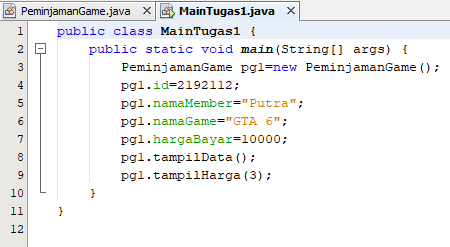 PeminjamanGame.java MainTugas1.java
1 public class MainTugas1 {
2 public static void main(String[] args) {
3 PeminjamanGame pg1=new PeminjamanGame();
4 pg1.id=2192112;
5 pg1.namaMember="Putra";
6 pg1.namaGame="GTA 6";
7 pg1.hargaBayar=10000;
8 pg1.tampilData();
9 pg1.tampilHarga(3);
10 }
11 }
12